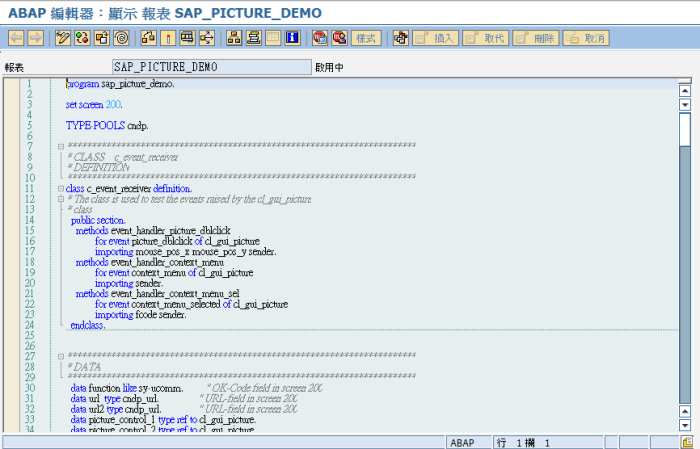 ABAP 編輯器：顯示 報表 SAP_PICTURE_DEMO
樣式 插入 取代 刪除 取消
報表 SAP_PICTURE_DEMO 啟用中
1 program sap_picture_demo.
2
3 set screen 200.
4
5 TYPE-POOLS cndp.
6
7 ************************************************************************
8 * CLASS c_event_receiver
9 * DEFINITION
10 ************************************************************************
11 class c_event_receiver definition.
12 * The class is used to test the events raised by the cl_gui_picture
13 * class
14 public section.
15 methods event_handler_picture_dblclick
16 for event picture_dblclick of cl_gui_picture
17 importing mouse_pos_x mouse_pos_y sender.
18 methods event_handler_context_menu
19 for event context_menu of cl_gui_picture
20 importing sender.
21 methods event_handler_context_menu_sel
22 for event context_menu_selected of cl_gui_picture
23 importing fcode sender.
24 endclass.
25
26
27 ************************************************************************
28 * DATA
29 ************************************************************************
30 data function like sy-ucomm. " OK-Code field in screen 200
31 data url type cndp_url. " URL-field in screen 200
32 data url2 type cndp_url. " URL-field in screen 200
33 data picture_control_1 type ref to cl_gui_picture.
34 data picture_control_2 type ref to cl_gui_picture.
ABAP 行 1 欄 1